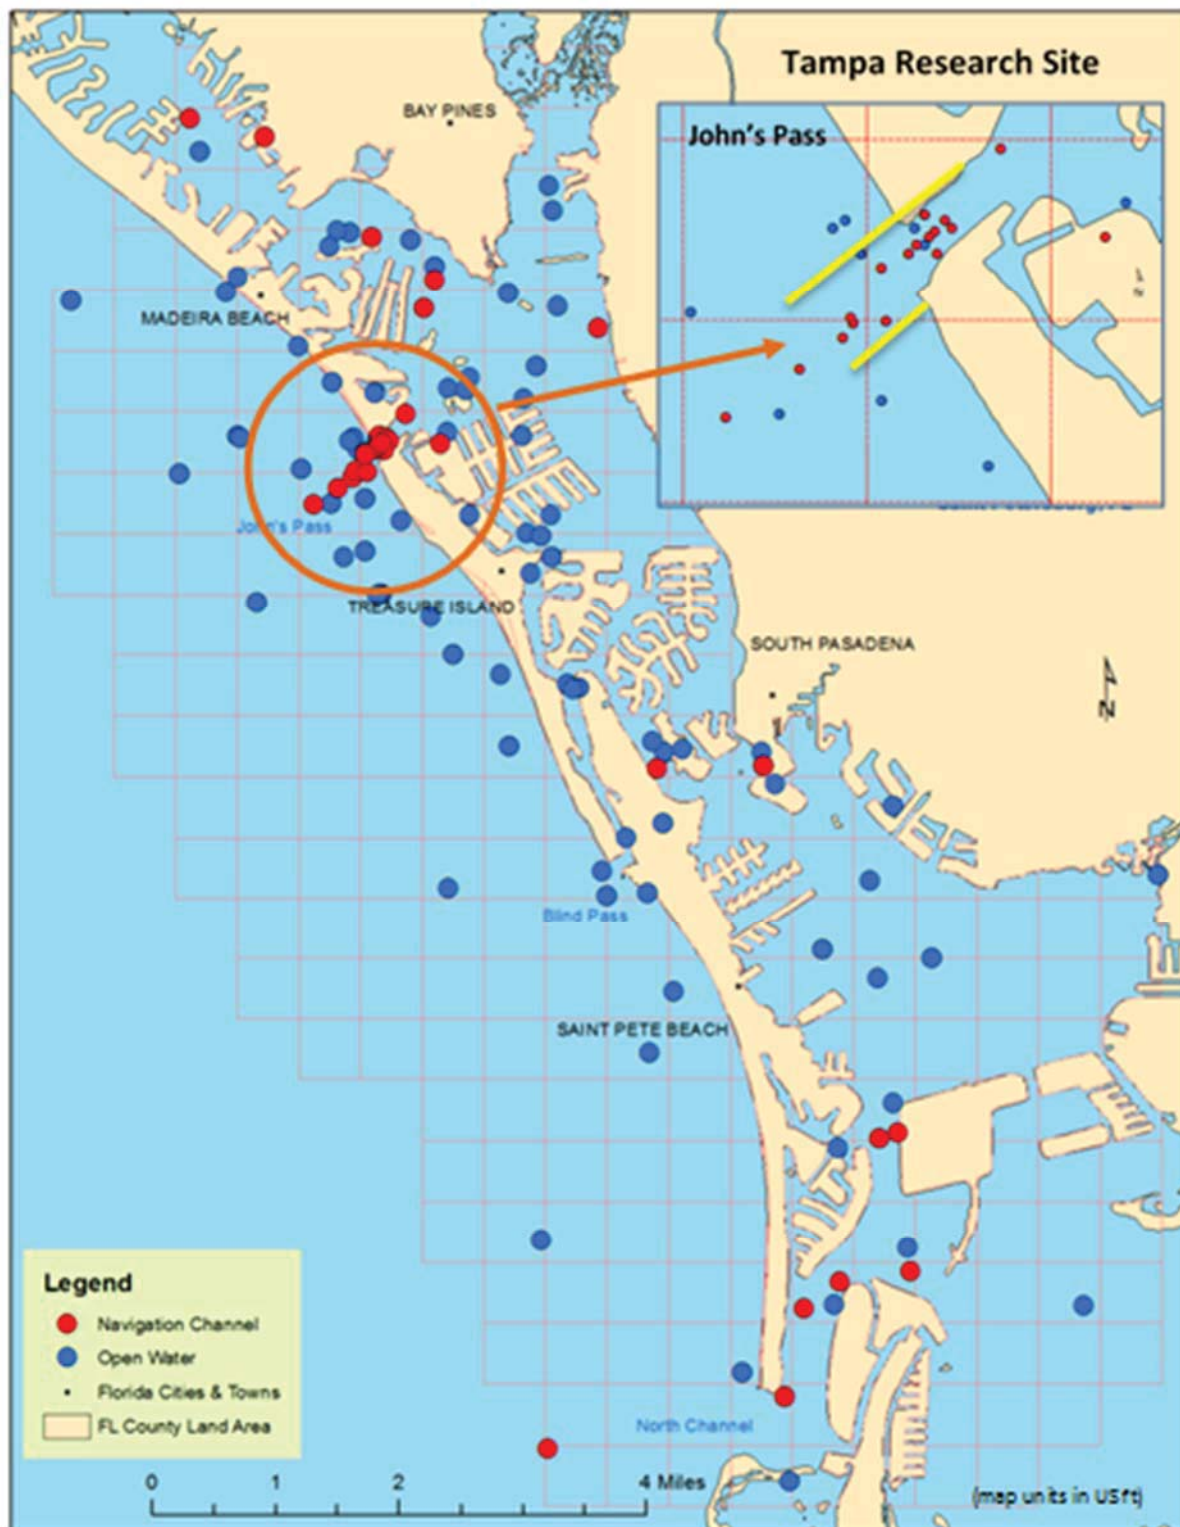 Tampa Research Site
BAY PINES
John's Pass
N
MADEIRA BEACH
John's Pass
TREASURE ISLAND
SOUTH PASADENA
N
Blind Pass
SAINT PETE BEACH
Legend
Navigation Channel
Open Water
Florida Cities & Towns
FL County Land Area
North Channel
0 1 2 4 Miles
(map units in USft)